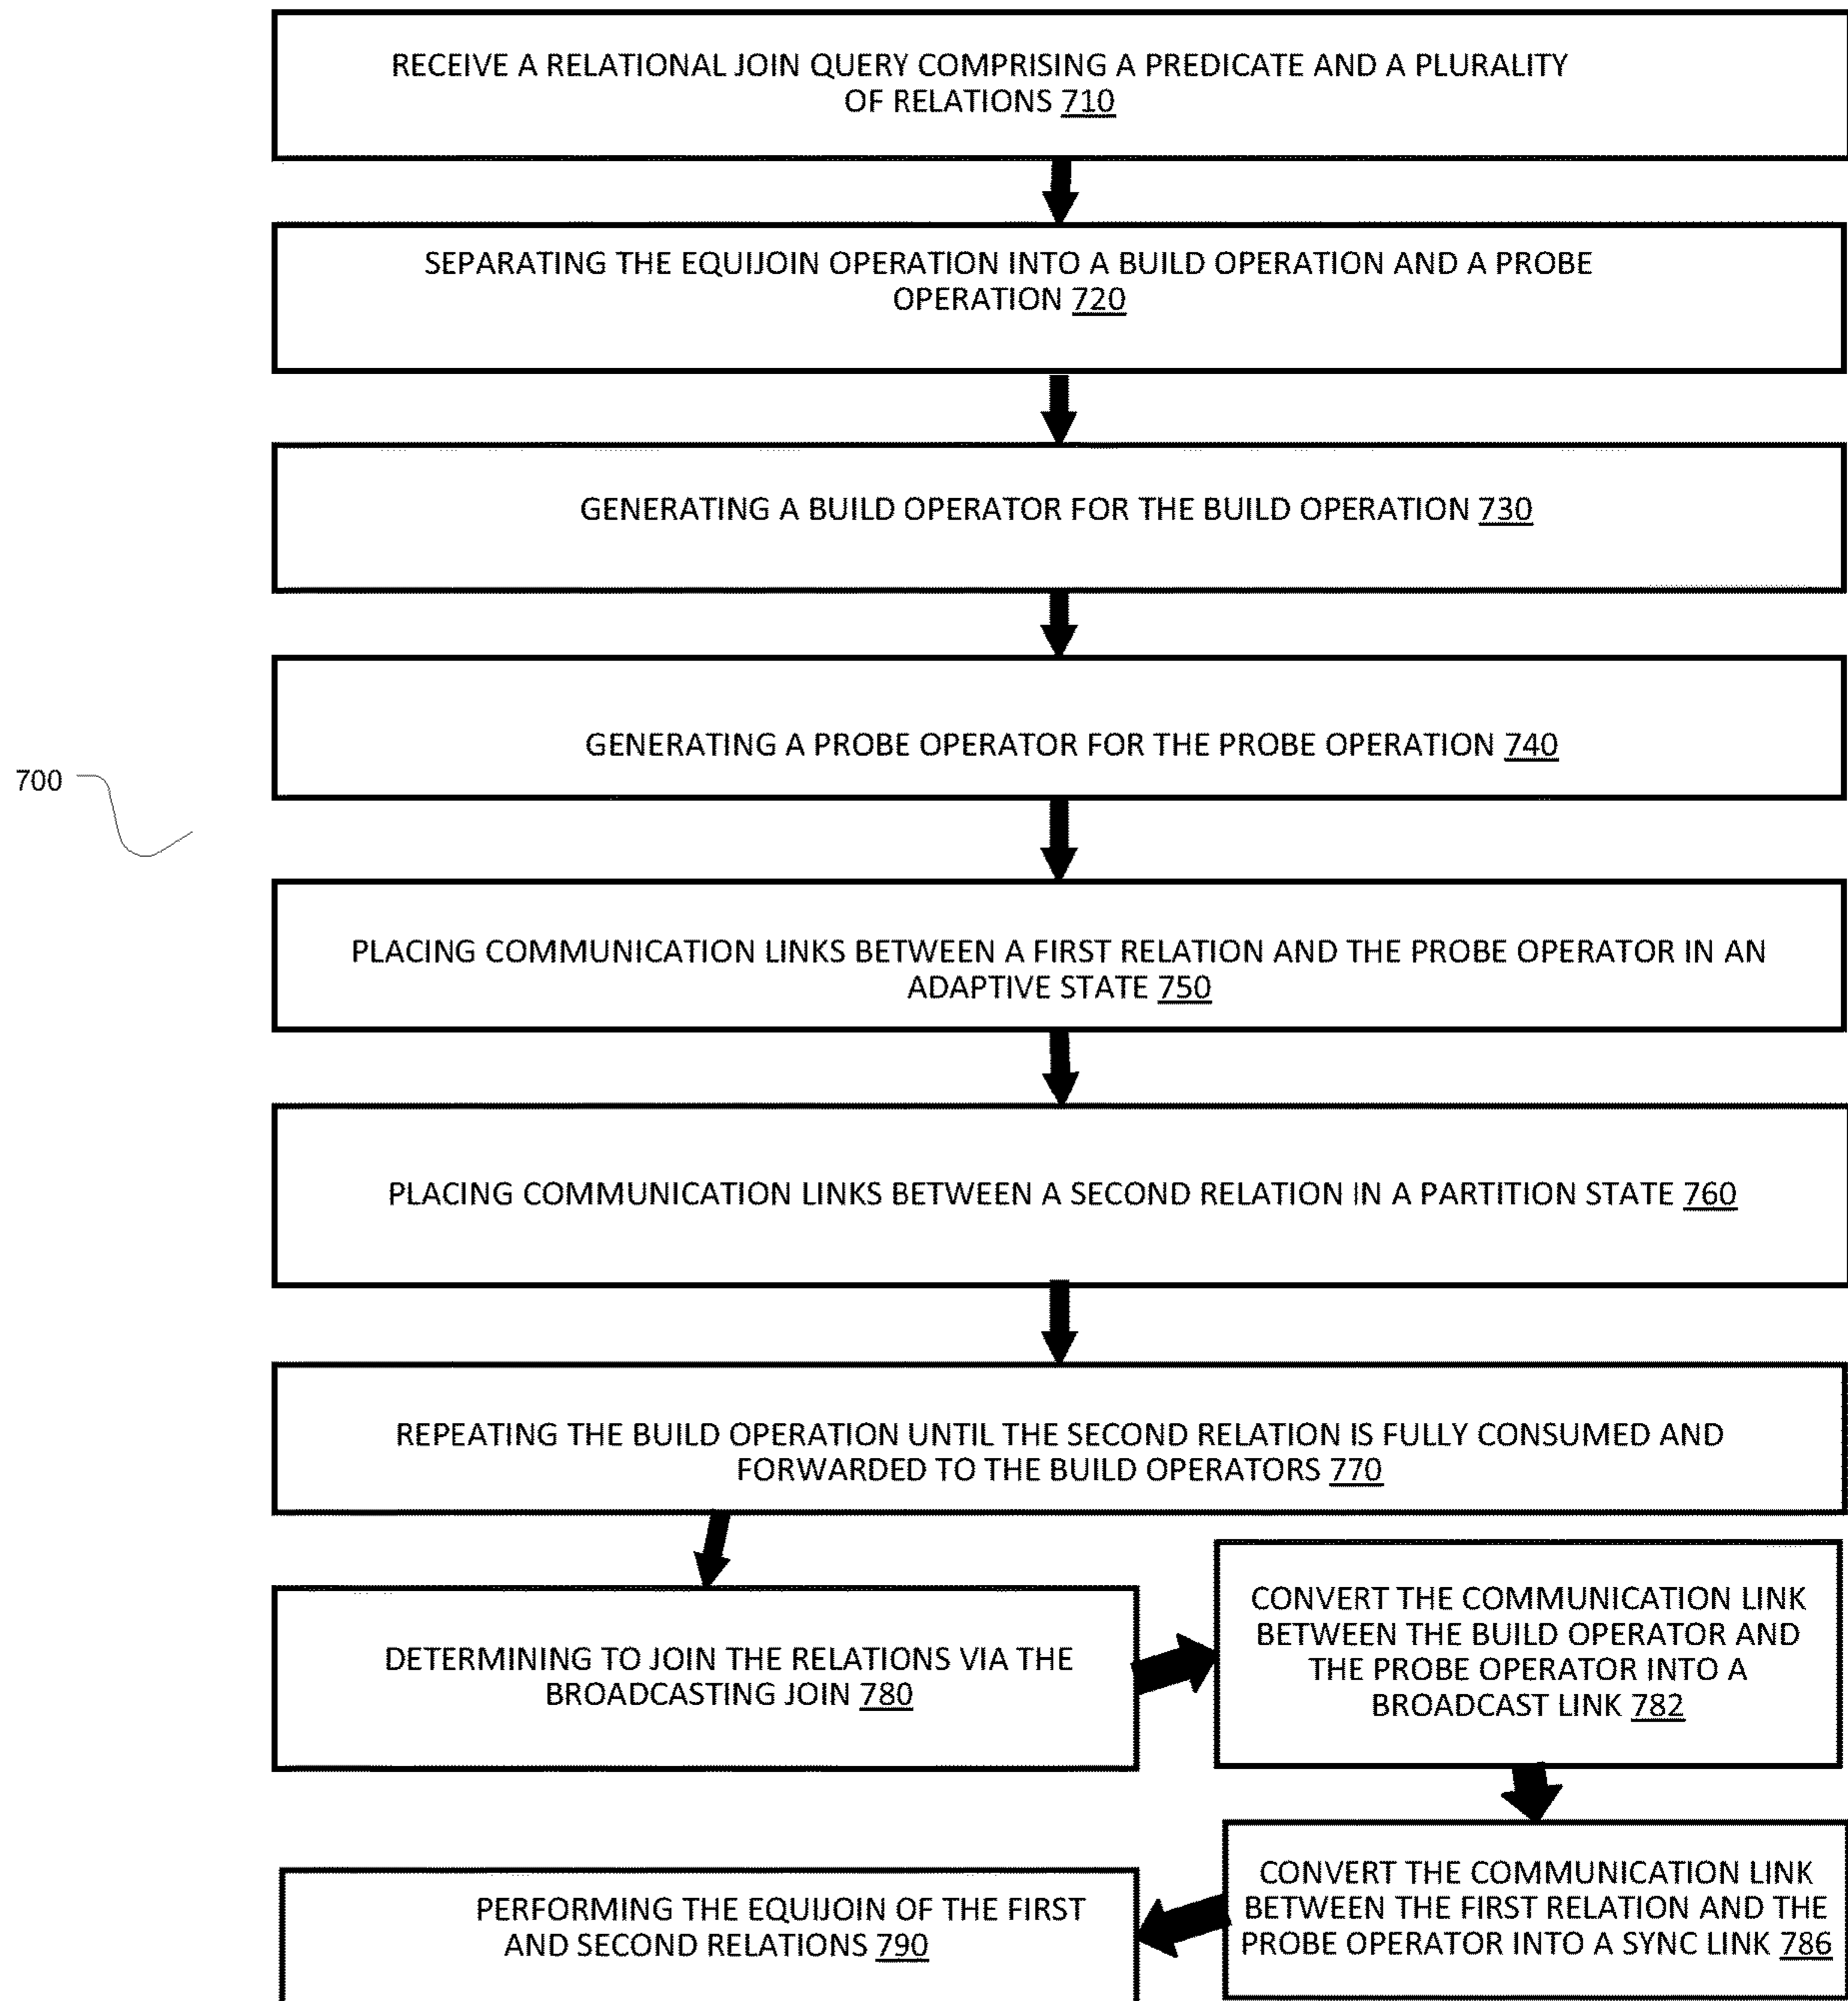 RECEIVE A RELATIONAL JOIN QUERY COMPRISING A PREDICATE AND A PLURALITY
OF RELATIONS 710
SEPARATING THE EQUIJOIN OPERATION INTO A BUILD OPERATION AND A PROBE
OPERATION 720
GENERATING A BUILD OPERATOR FOR THE BUILD OPERATION 730
GENERATING A PROBE OPERATOR FOR THE PROBE OPERATION 740
700
PLACING COMMUNICATION LINKS BETWEEN A FIRST RELATION AND THE PROBE OPERATOR IN AN
ADAPTIVE STATE 750
PLACING COMMUNICATION LINKS BETWEEN A SECOND RELATION IN A PARTITION STATE 760
REPEATING THE BUILD OPERATION UNTIL THE SECOND RELATION IS FULLY CONSUMED AND
FORWARDED TO THE BUILD OPERATORS 770
DETERMINING TO JOIN THE RELATIONS VIA THE
BROADCASTING JOIN 780
CONVERT THE COMMUNICATION LINK
BETWEEN THE BUILD OPERATOR AND
THE PROBE OPERATOR INTO A
BROADCAST LINK 782
CONVERT THE COMMUNICATION LINK
BETWEEN THE FIRST RELATION AND THE
PROBE OPERATOR INTO A SYNC LINK 786
PERFORMING THE EQUIJOIN OF THE FIRST
AND SECOND RELATIONS 790